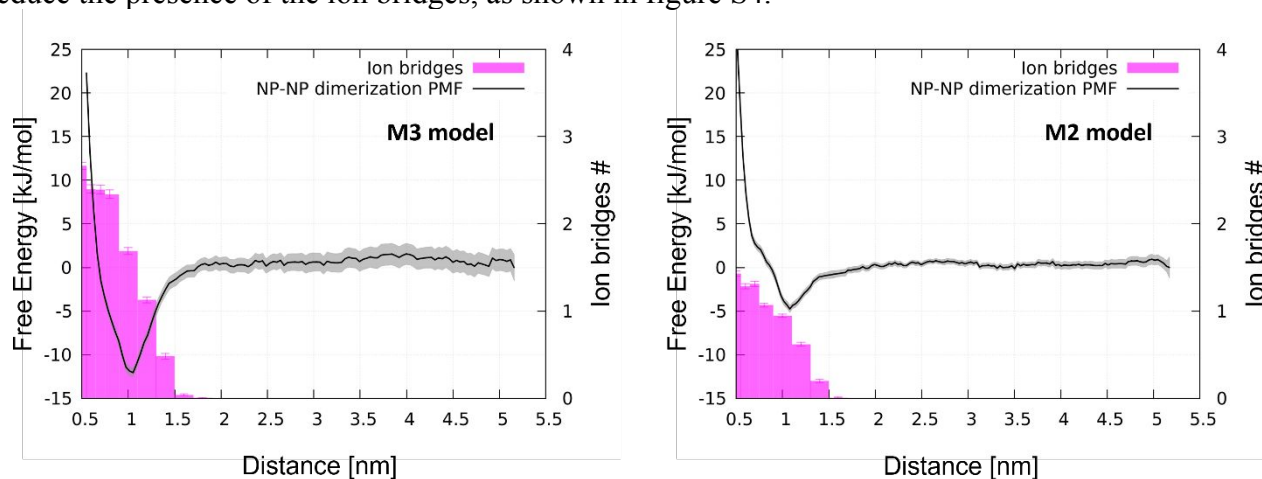 reduce the presence of the ion bridges, as shown in figure S4.
25
20
15
10
5
0
-5
-10
-15
Free Energy [kJ/mol]
Ion bridges
NP-NP dimerization PMF
M3 model
4
3
2
1
0
Ion bridges #
0.5 1 1.5 2 2.5 3 3.5 4 4.5 5 5.5
Distance [nm]
25
20
15
10
5
0
-5
-10
-15
Free Energy [kJ/mol]
Ion bridges
NP-NP dimerization PMF
M2 model
4
3
2
1
0
Ion bridges #
0.5 1 1.5 2 2.5 3 3.5 4 4.5 5 5.5
Distance [nm]